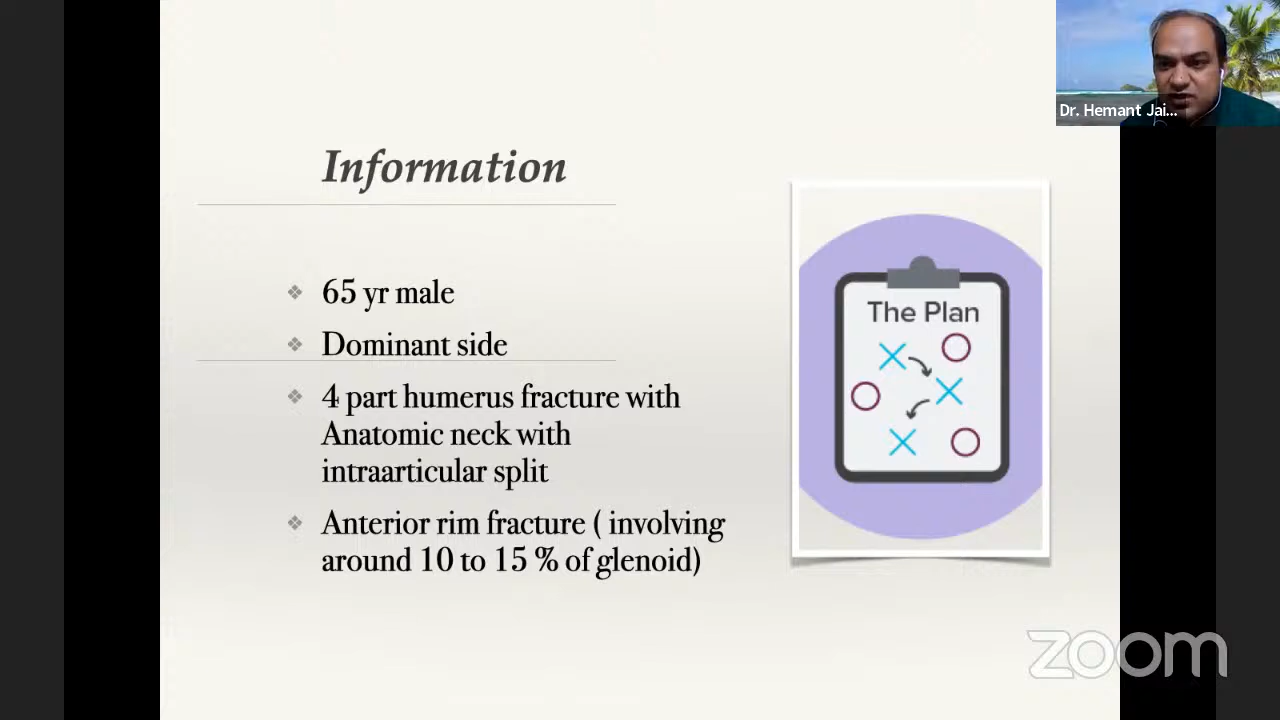 Dr. Hemant Jai...
Information
65 yr male
Dominant side
4 part humerus fracture with
Anatomic neck with
intraarticular split
Anterior rim fracture ( involving
around 10 to 15 % of glenoid)
The Plan
zoom